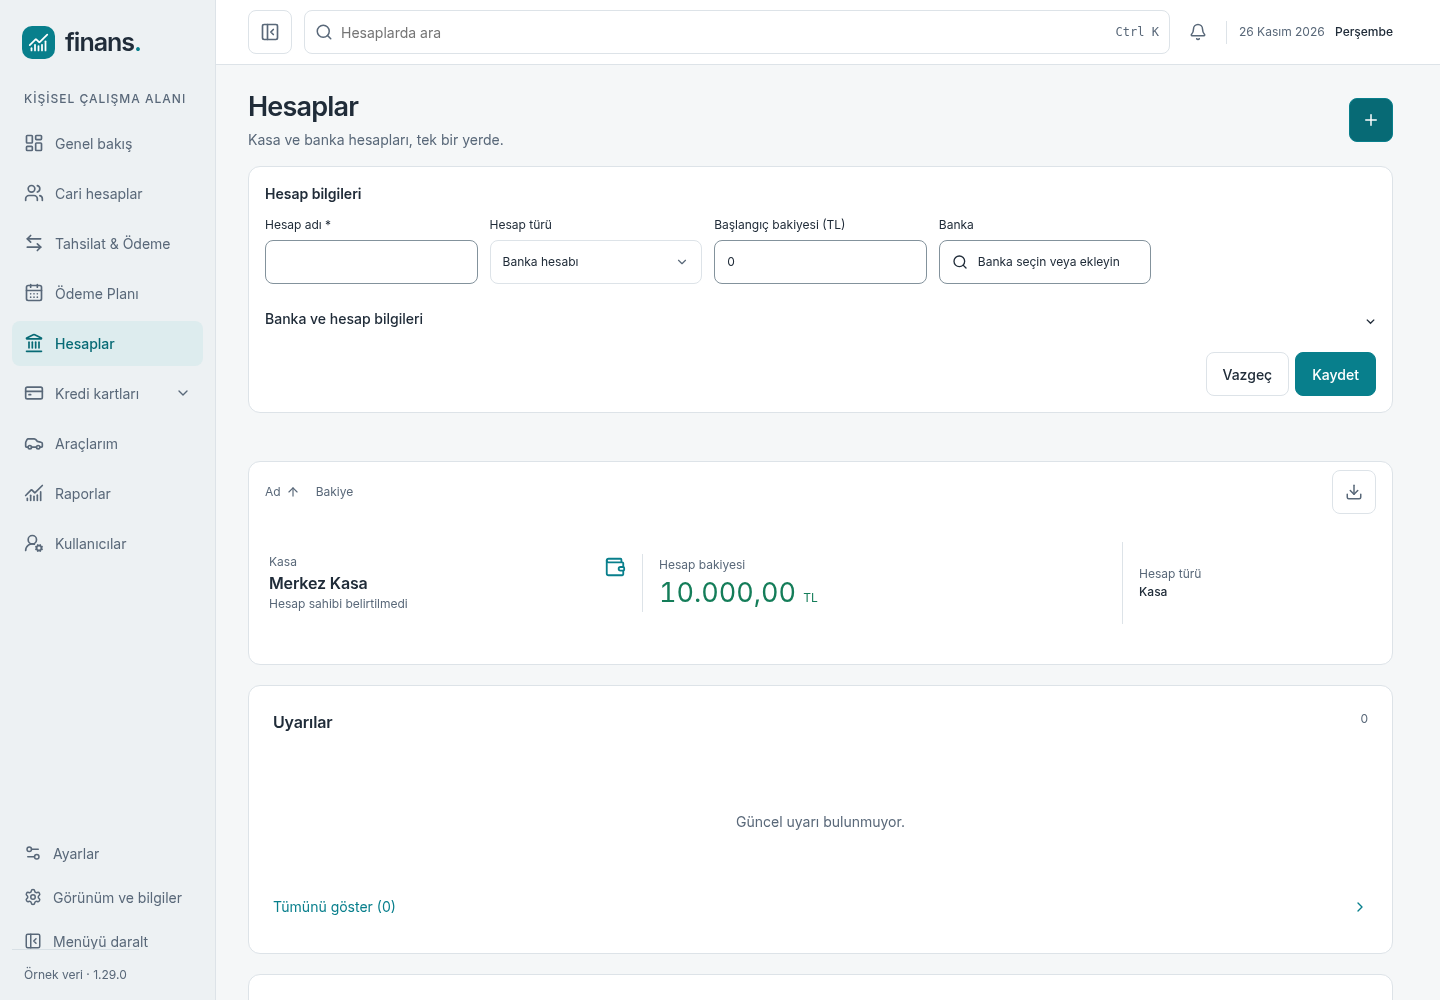 finans.
KİŞİSEL ÇALIŞMA ALANI
Genel bakış
Cari hesaplar
Tahsilat & Ödeme
Ödeme Planı
Hesaplar
Kredi kartları
Araçlarım
Raporlar
Kullanıcılar
Ayarlar
Görünüm ve bilgiler
Menüyü daralt
Örnek veri · 1.29.0
Hesaplarda ara
Ctrl K
26 Kasım 2026 Perşembe
Hesaplar
Kasa ve banka hesapları, tek bir yerde.
Hesap bilgileri
Hesap adı *
Hesap türü
Banka hesabı
Başlangıç bakiyesi (TL)
0
Banka
Banka seçin veya ekleyin
Banka ve hesap bilgileri
Vazgeç
Kaydet
Ad
Bakiye
Kasa
Merkez Kasa
Hesap sahibi belirtilmedi
Hesap bakiyesi
10.000,00 TL
Hesap türü
Kasa
Uyarılar
0
Güncel uyarı bulunmuyor.
Tümünü göster (0)